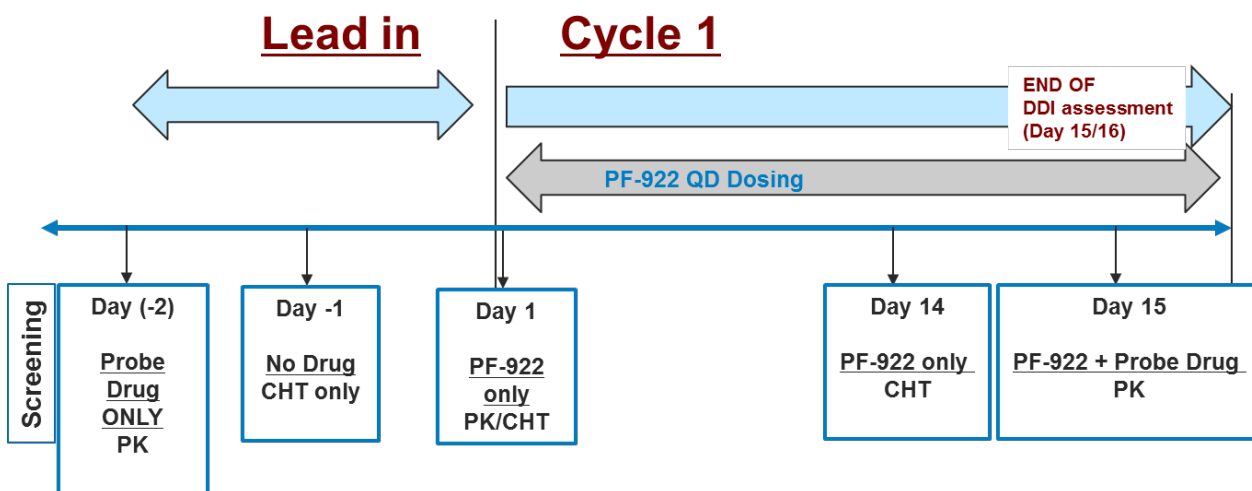 Lead in
Cycle 1
END OF
DDI assessment
(Day 15/16)
PF-922 QD Dosing
Screening
Day (-2)
Probe
Drug
ONLY
PK
Day -1
No Drug
CHT only
Day 1
PF-922
only
PK/CHT
Day 14
PF-922 only
CHT
Day 15
PF-922 + Probe Drug
PK